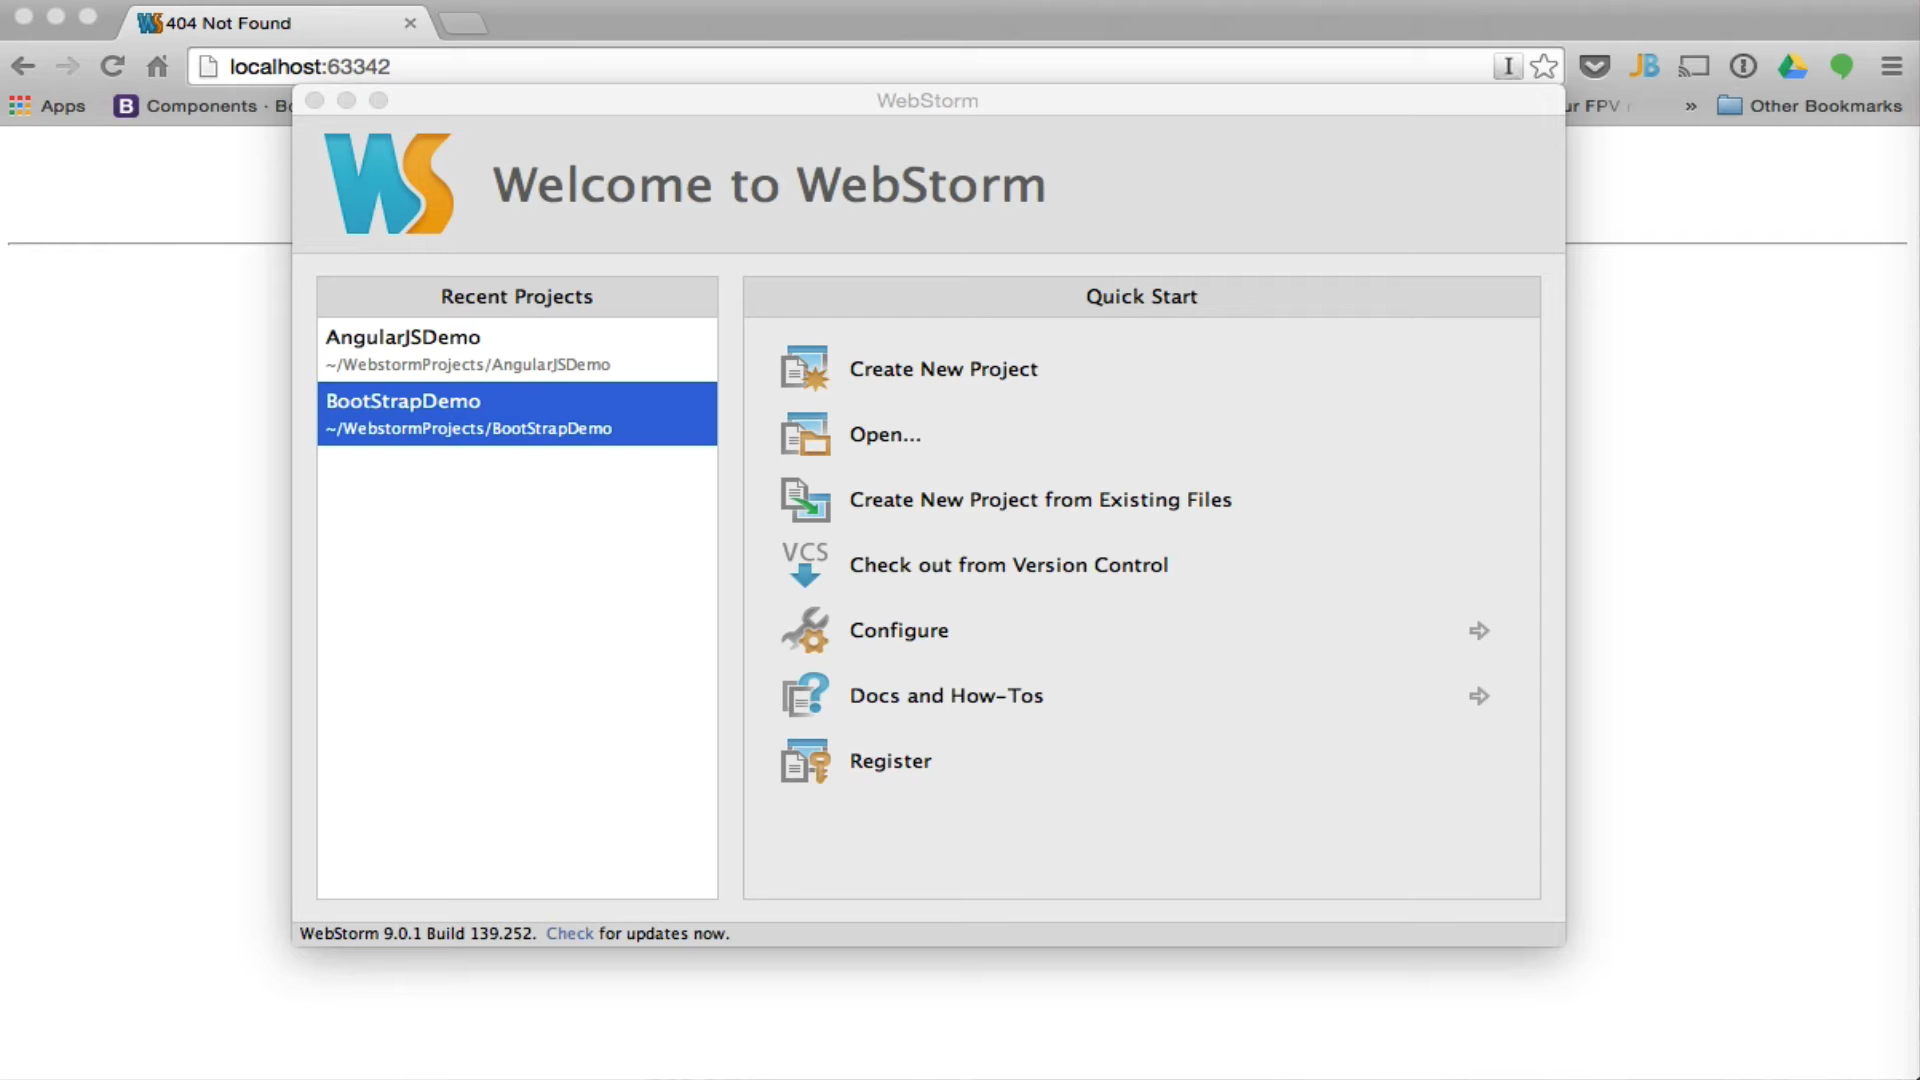 404 Not Found
localhost:63342
Apps
Components · Bo
ur FPV
»
Other Bookmarks
WebStorm
WS
Welcome to WebStorm
Recent Projects
AngularJSDemo
~/WebstormProjects/AngularJSDemo
BootStrapDemo
~/WebstormProjects/BootStrapDemo
Quick Start
Create New Project
Open...
Create New Project from Existing Files
VCS
Check out from Version Control
Configure
Docs and How-Tos
Register
WebStorm 9.0.1 Build 139.252. Check for updates now.